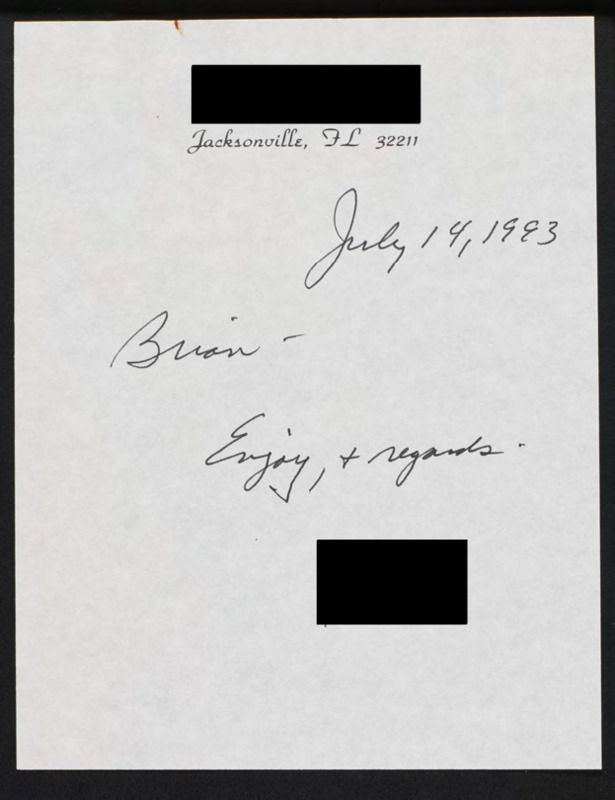 Jacksonville, FL 32211
July 14, 1993
Brian -
Enjoy, + regards.